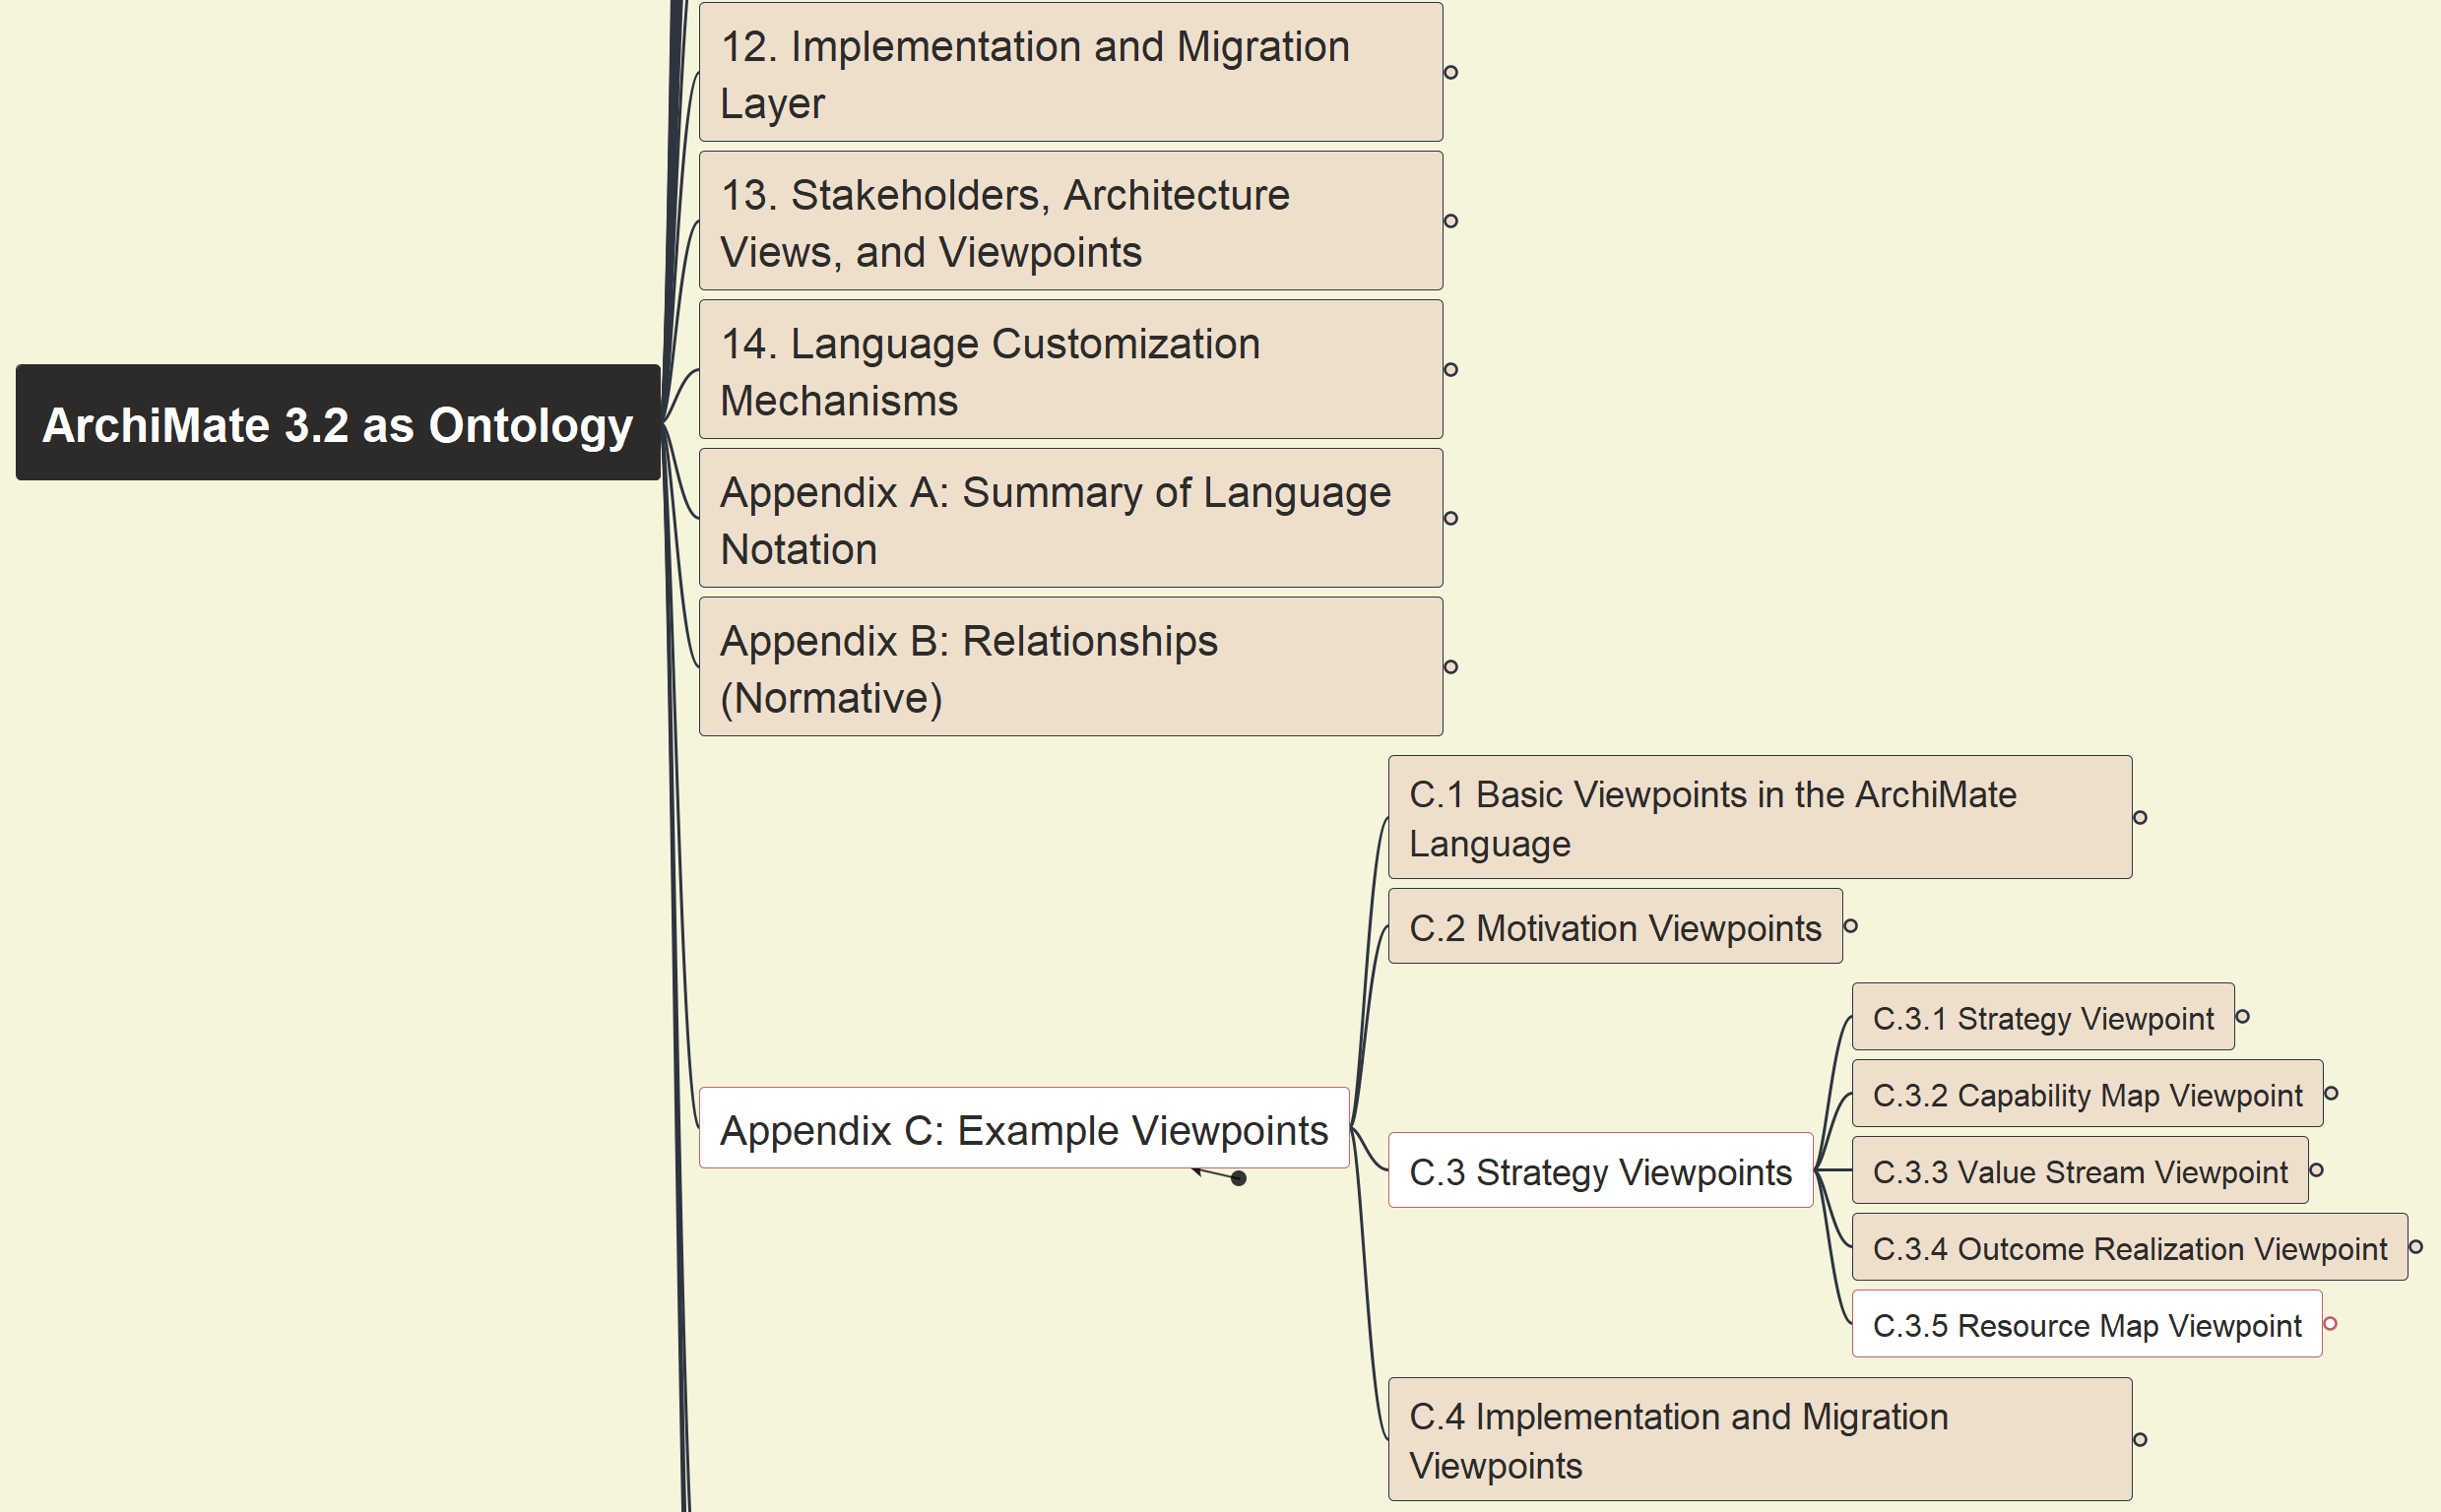 12. Implementation and Migration
Layer
13. Stakeholders, Architecture
Views, and Viewpoints
14. Language Customization
Mechanisms
ArchiMate 3.2 as Ontology
Appendix A: Summary of Language
Notation
Appendix B: Relationships
(Normative)
C.1 Basic Viewpoints in the ArchiMate
Language
C.2 Motivation Viewpoints
C.3.1 Strategy Viewpoint
C.3.2 Capability Map Viewpoint
Appendix C: Example Viewpoints
C.3 Strategy Viewpoints
C.3.3 Value Stream Viewpoint
C.3.4 Outcome Realization Viewpoint
C.3.5 Resource Map Viewpoint
C.4 Implementation and Migration
Viewpoints